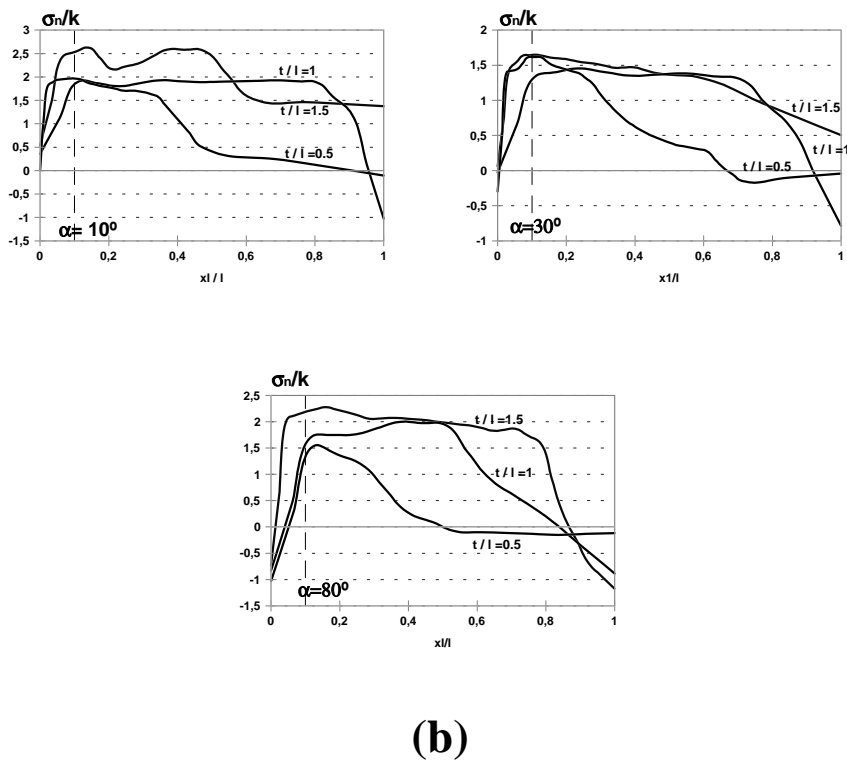 σn/k
3
2,5
2
1,5
1
0,5
0
-0,5
-1
-1,5
t / l =1
t / l =1.5
t / l =0.5
α= 10º
0 0,2 0,4 0,6 0,8 1
xl / l
σn/k
2
1,5
1
0,5
0
-0,5
-1
t / l =1.5
t / l =1
t / l =0.5
α=30º
0 0,2 0,4 0,6 0,8 1
x1/l
σn/k
2,5
2
1,5
1
0,5
0
-0,5
-1
-1,5
t / l =1.5
t / l =1
t / l =0.5
α=80º
0 0,2 0,4 0,6 0,8 1
xl/l
(b)